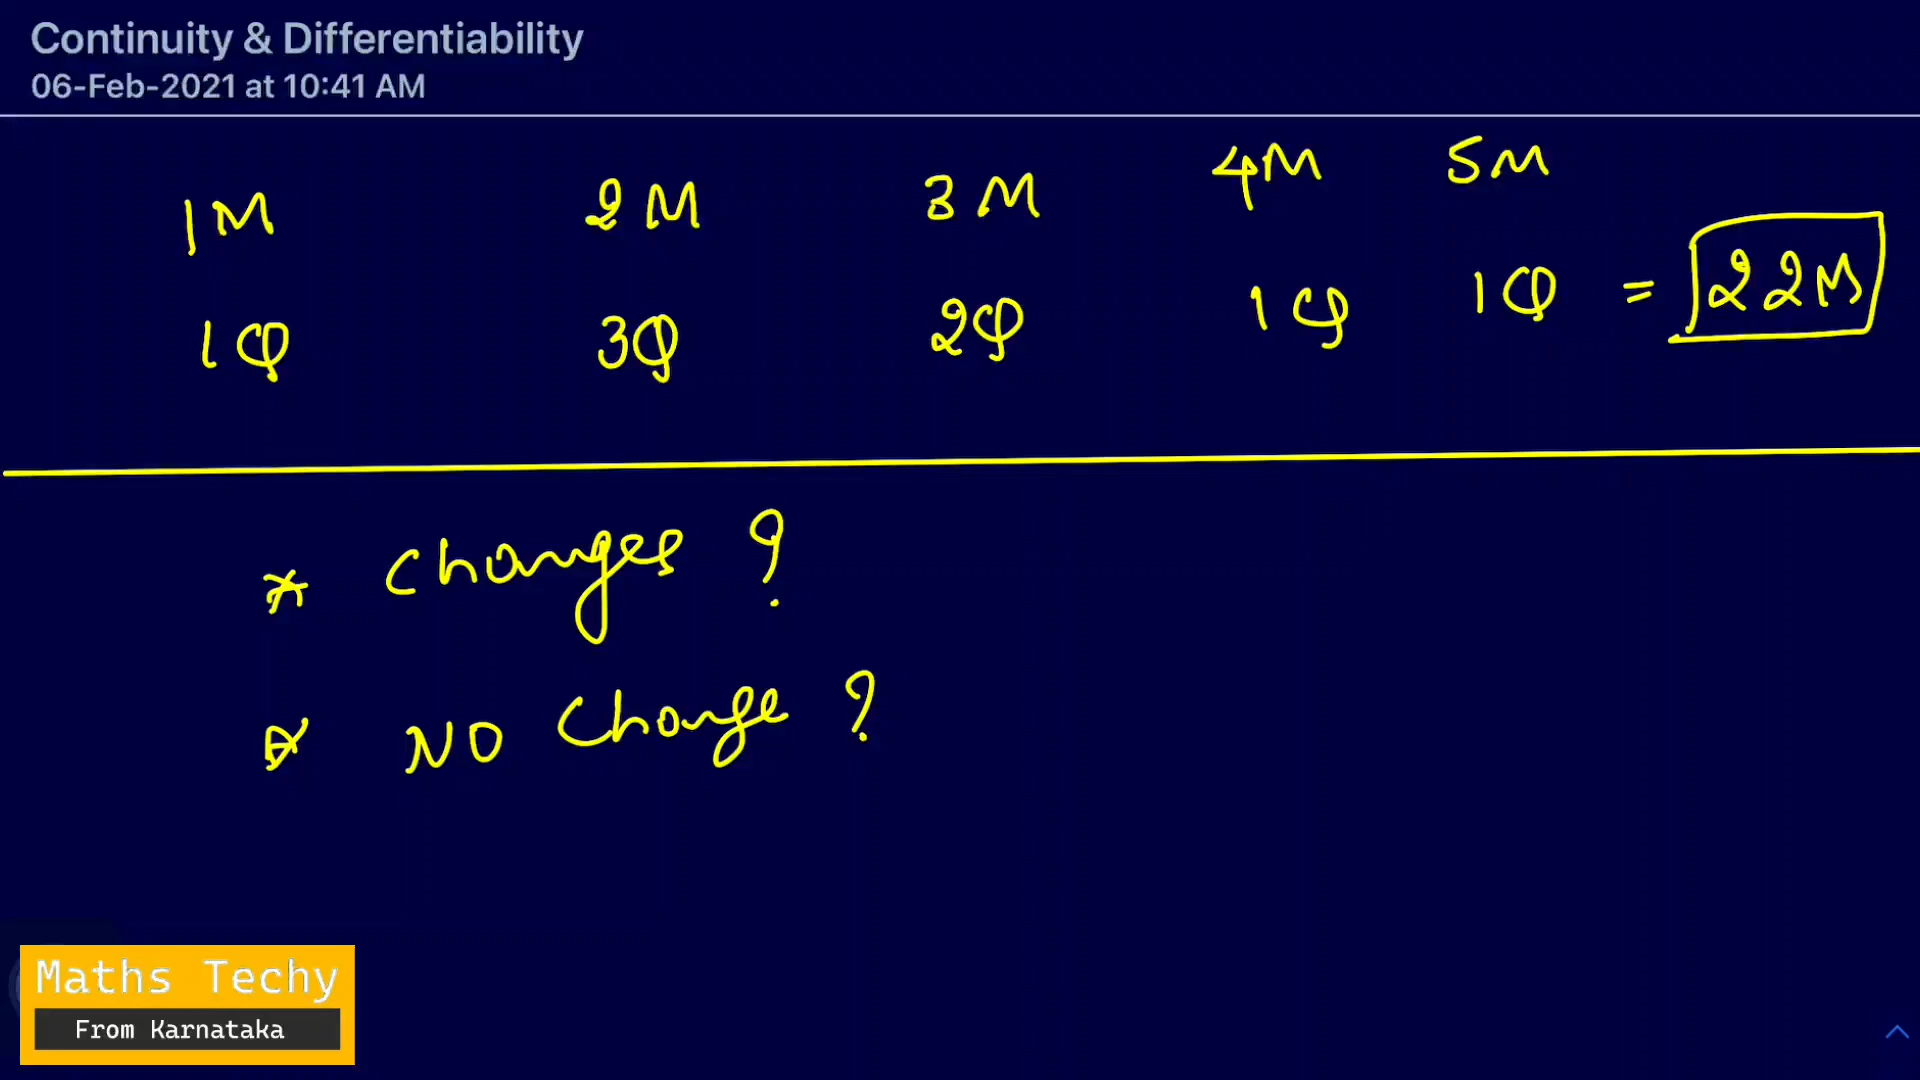 Continuity & Differentiability
06-Feb-2021 at 10:41 AM
1M 2M 3M 4M 5M
1Q 3Q 2Q 1Q 1Q = 22M
* Changes ?
* NO Change ?
Maths Techy
From Karnataka